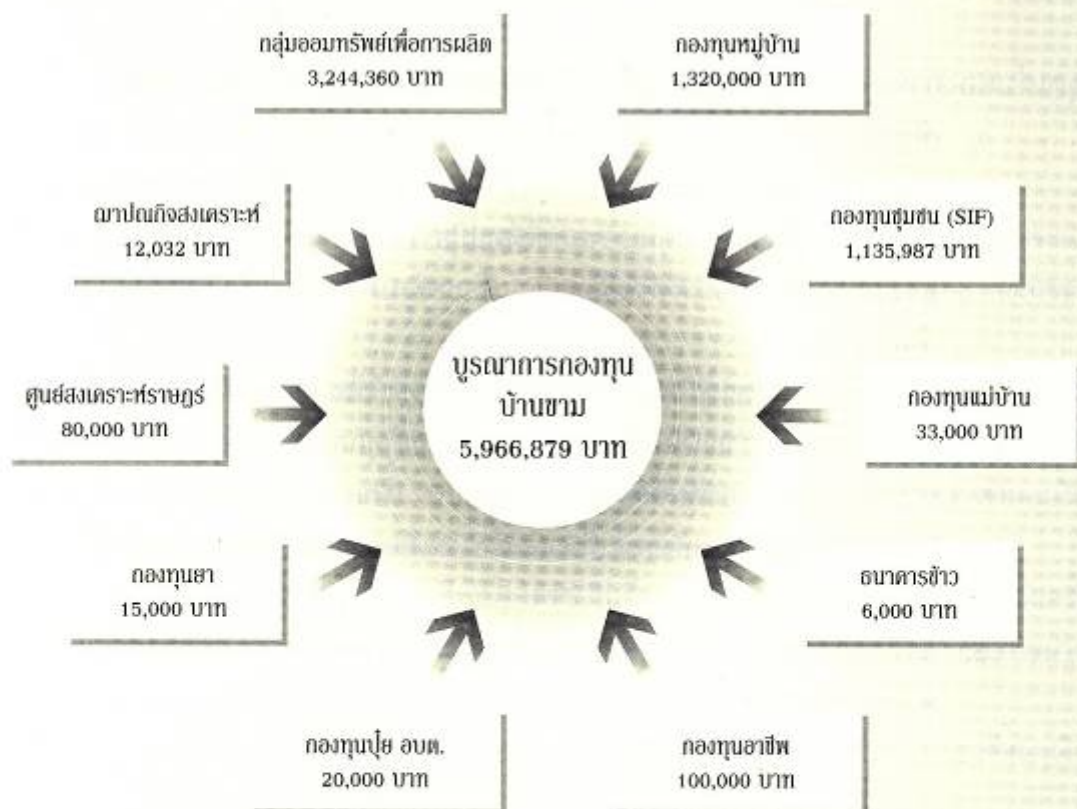 กลุ่มออมทรัพย์เพื่อการผลิต
3,244,360 บาท
กองทุนหมู่บ้าน
1,320,000 บาท
ฌาปณกิจสงเคราะห์
12,032 บาท
กองทุนชุมชน (SIF)
1,135,987 บาท
บูรณาการกองทุน
บ้านขาม
5,966,879 บาท
ศูนย์สงเคราะห์ราษฎร์
80,000 บาท
กองทุนแม่บ้าน
33,000 บาท
กองทุนยา
15,000 บาท
ธนาคารข้าว
6,000 บาท
กองทุนปุ๋ย อบต.
20,000 บาท
กองทุนอาชีพ
100,000 บาท